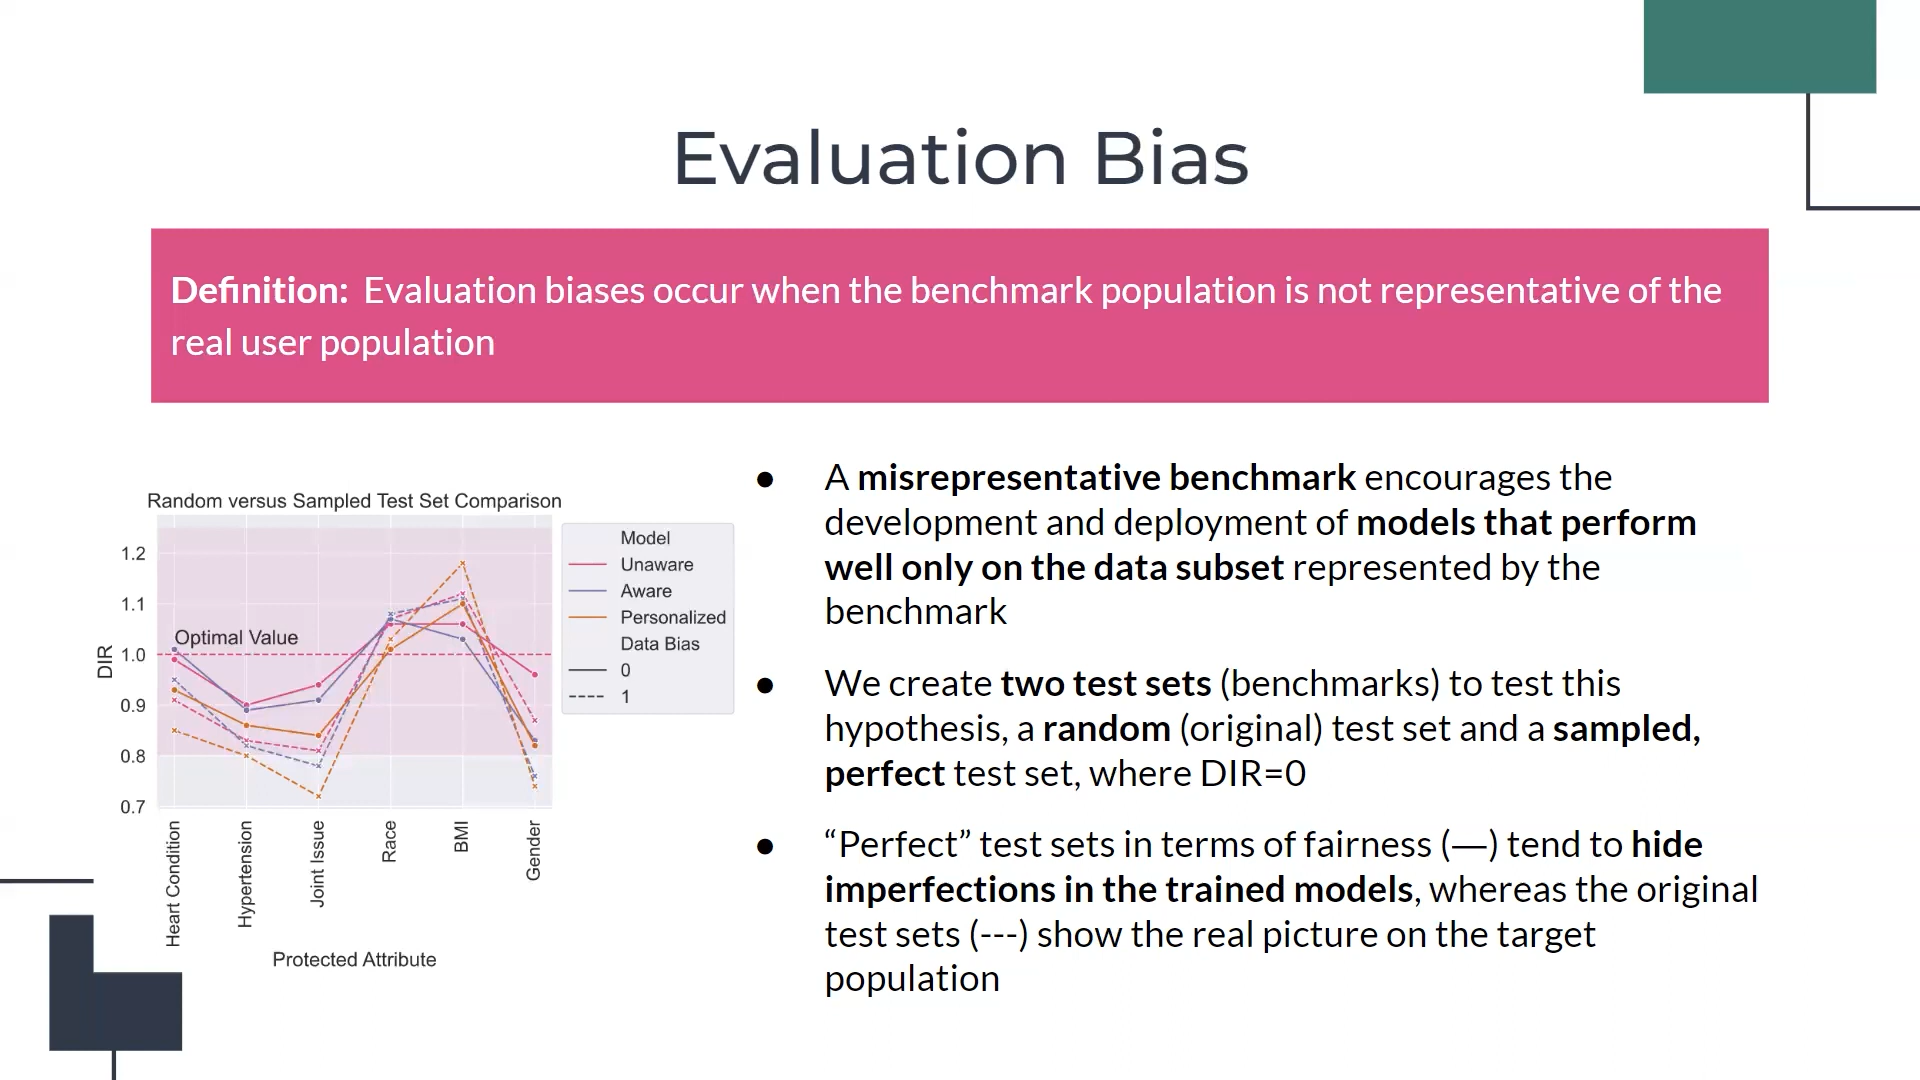 Evaluation Bias
Definition: Evaluation biases occur when the benchmark population is not representative of the
real user population
Random versus Sampled Test Set Comparison
1.2
1.1
1.0
0.9
0.8
0.7
DIR
Optimal Value
Heart Condition
Hypertension
Joint Issue
Race
BMI
Gender
Protected Attribute
Model
Unaware
Aware
Personalized
Data Bias
0
1
● A misrepresentative benchmark encourages the
development and deployment of models that perform
well only on the data subset represented by the
benchmark
● We create two test sets (benchmarks) to test this
hypothesis, a random (original) test set and a sampled,
perfect test set, where DIR=0
● “Perfect” test sets in terms of fairness (—) tend to hide
imperfections in the trained models, whereas the original
test sets (---) show the real picture on the target
population